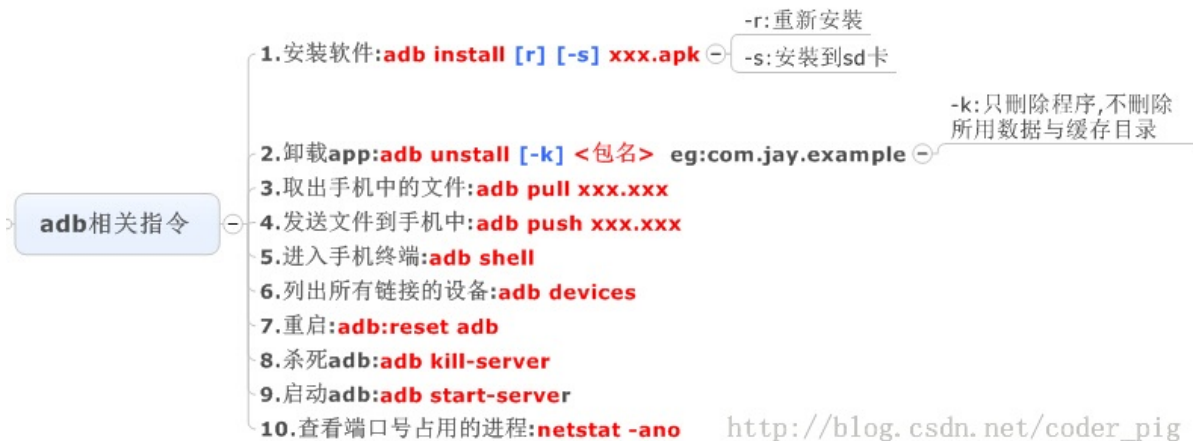 adb相关指令
1.安装软件:adb install [r] [-s] xxx.apk
-r:重新安装
-s:安装到sd卡
2.卸载app:adb unstall [-k] <包名> eg:com.jay.example
-k:只删除程序,不删除
所用数据与缓存目录
3.取出手机中的文件:adb pull xxx.xxx
4.发送文件到手机中:adb push xxx.xxx
5.进入手机终端:adb shell
6.列出所有链接的设备:adb devices
7.重启:adb:reset adb
8.杀死adb:adb kill-server
9.启动adb:adb start-server
10.查看端口号占用的进程:netstat -ano
http://blog.csdn.net/coder_pig